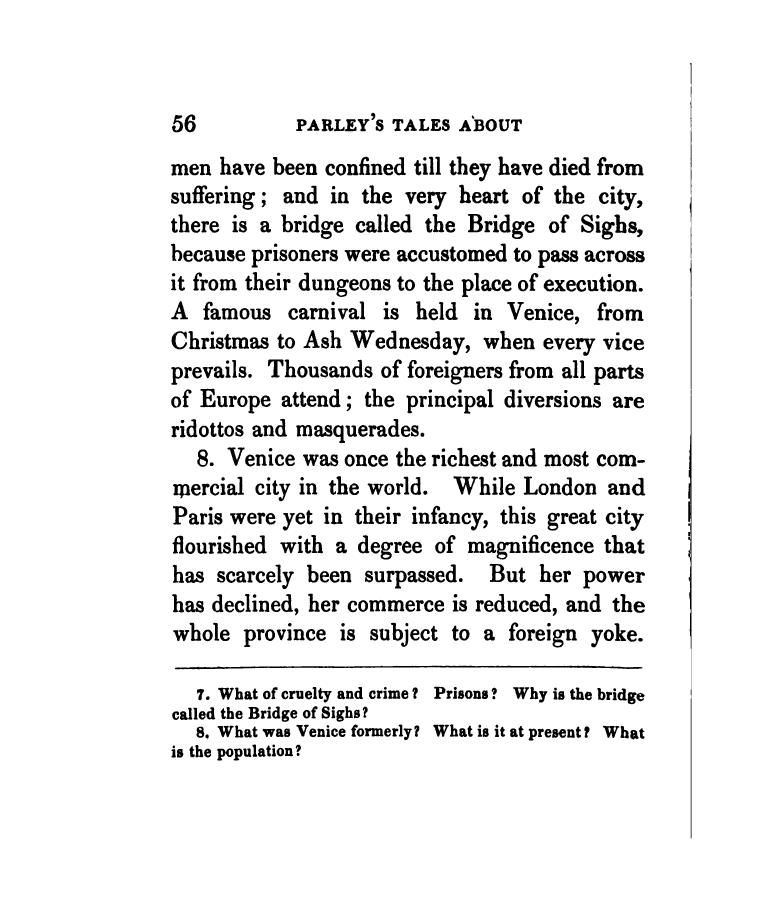 56 PARLEY'S TALES ABOUT
men have been confined till they have died from
suffering; and in the very heart of the city,
there is a bridge called the Bridge of Sighs,
because prisoners were accustomed to pass across
it from their dungeons to the place of execution.
A famous carnival is held in Venice, from
Christmas to Ash Wednesday, when every vice
prevails. Thousands of foreigners from all parts
of Europe attend; the principal diversions are
ridottos and masquerades.
8. Venice was once the richest and most com-
mercial city in the world. While London and
Paris were yet in their infancy, this great city
flourished with a degree of magnificence that
has scarcely been surpassed. But her power
has declined, her commerce is reduced, and the
whole province is subject to a foreign yoke.
7. What of cruelty and crime? Prisons? Why is the bridge
called the Bridge of Sighs?
8. What was Venice formerly? What is it at present? What
is the population?